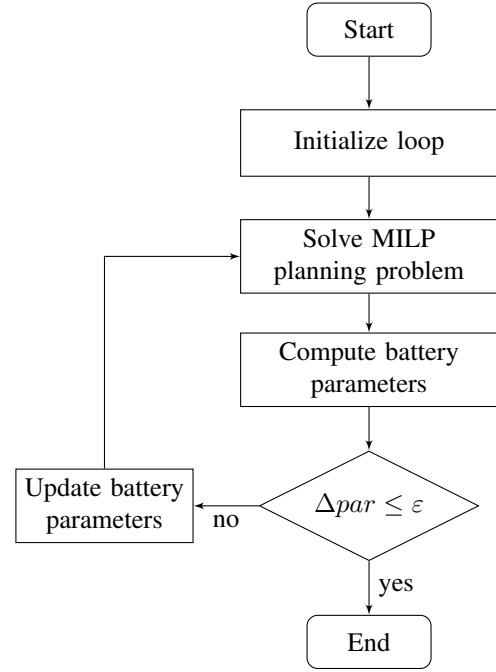 Start
Initialize loop
Solve MILP
planning problem
Compute battery
parameters
Δpar ≤ ε
Update battery
parameters
no
yes
End